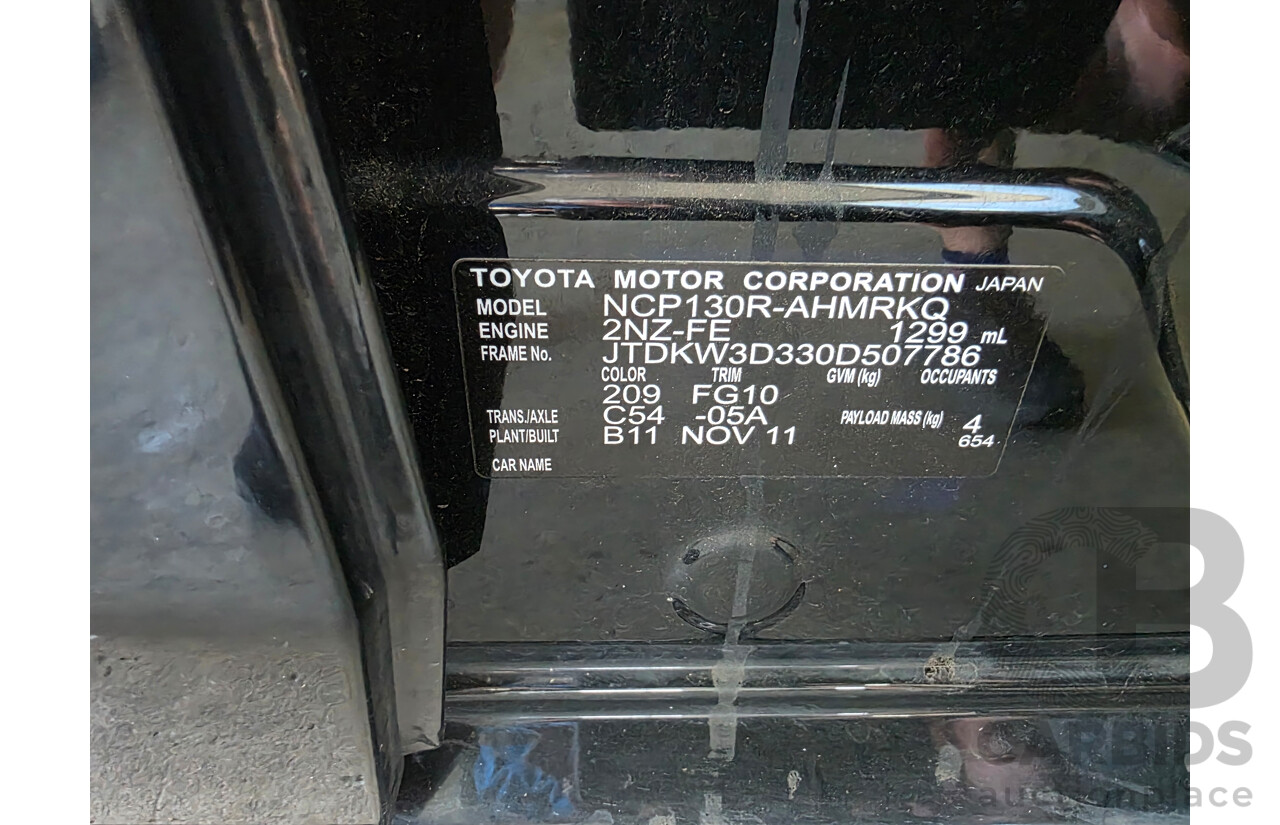 TOYOTA MOTOR CORPORATION JAPAN
MODEL NCP130R-AHMRKQ
ENGINE 2NZ-FE 1299 mL
FRAME No. JTDKW3D330D507786
COLOR TRIM GVM (kg) OCCUPANTS
209 FG10
TRANS./AXLE C54 -05A PAYLOAD MASS (kg) 4
PLANT/BUILT B11 NOV 11 654
CAR NAME
CARBIDS